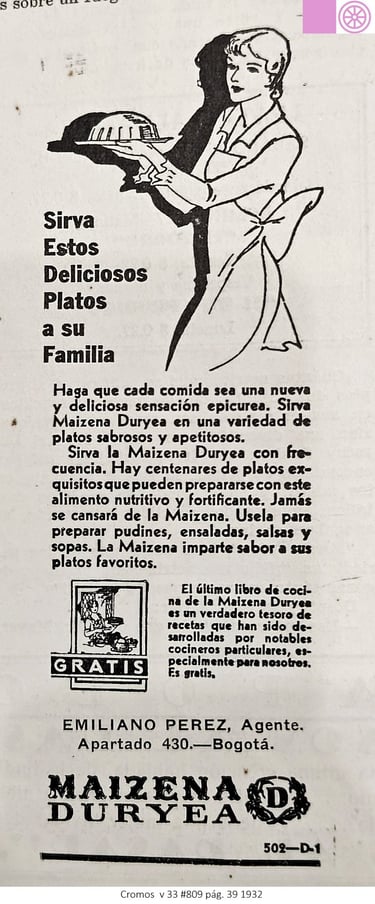 s sobre un
Sirva
Estos
Deliciosos
Platos
a su
Familia
Haga que cada comida sea una nueva
y deliciosa sensación epicurea. Sirva
Maizena Duryea en una variedad de
platos sabrosos y apetitosos.
Sirva la Maizena Duryea con fre-
cuencia. Hay centenares de platos ex-
quisitos que pueden prepararse con este
alimento nutritivo y fortificante. Jamás
se cansará de la Maizena. Usela para
preparar pudines, ensaladas, salsas y
sopas. La Maizena imparte sabor a sus
platos favoritos.
GRATIS
El último libro de coci-
na de la Maizena Duryea
es un verdadero tesoro de
recetas que han sido de-
sarrolladas por notables
cocineros particulares, es-
pecialmente para nosotros.
Es gratis.
EMILIANO PEREZ, Agente.
Apartado 430.—Bogotá.
MAIZENA
DURYEA
D
502—D-1
Cromos v 33 #809 pág. 39 1932